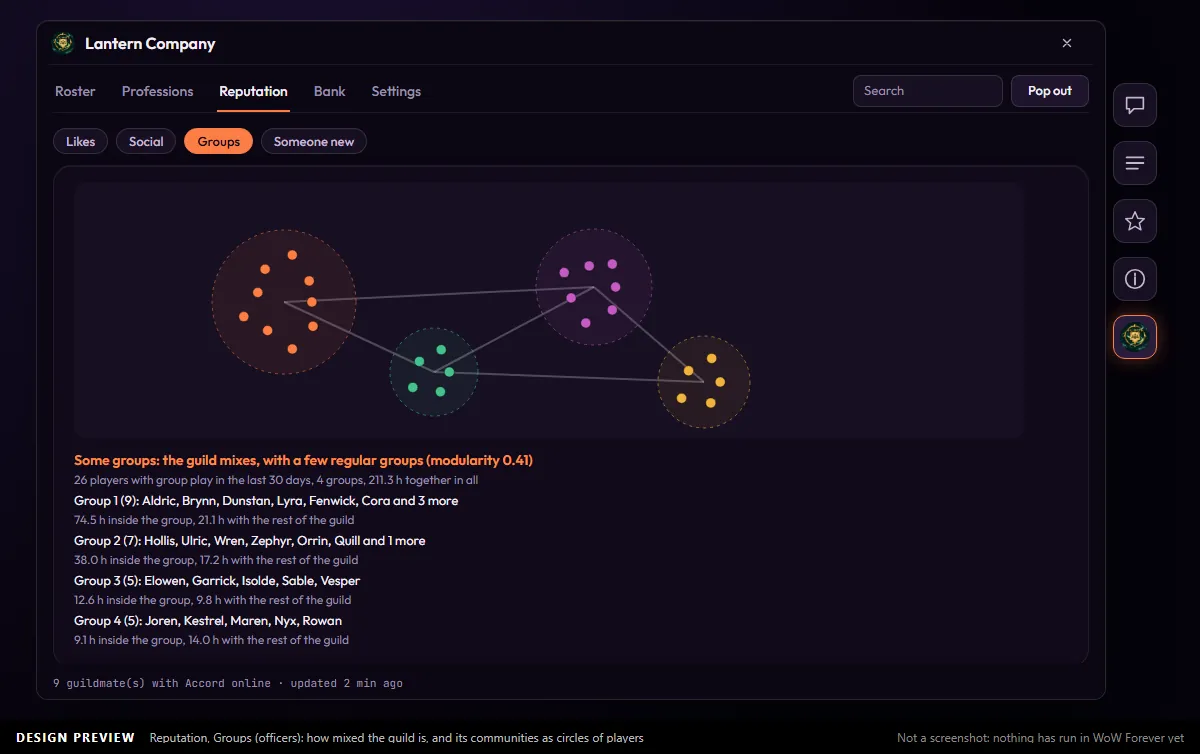 Lantern Company
Roster Professions Reputation Bank Settings Search Pop out
Likes Social Groups Someone new
Some groups: the guild mixes, with a few regular groups (modularity 0.41)
26 players with group play in the last 30 days, 4 groups, 211.3 h together in all
Group 1 (9): Aldric, Brynn, Dunstan, Lyra, Fenwick, Cora and 3 more
74.5 h inside the group, 21.1 h with the rest of the guild
Group 2 (7): Hollis, Ulric, Wren, Zephyr, Orrin, Quill and 1 more
38.0 h inside the group, 17.2 h with the rest of the guild
Group 3 (5): Elowen, Garrick, Isolde, Sable, Vesper
12.6 h inside the group, 9.8 h with the rest of the guild
Group 4 (5): Joren, Kestrel, Maren, Nyx, Rowan
9.1 h inside the group, 14.0 h with the rest of the guild
9 guildmate(s) with Accord online · updated 2 min ago
DESIGN PREVIEW Reputation, Groups (officers): how mixed the guild is, and its communities as circles of players Not a screenshot: nothing has run in WoW Forever yet